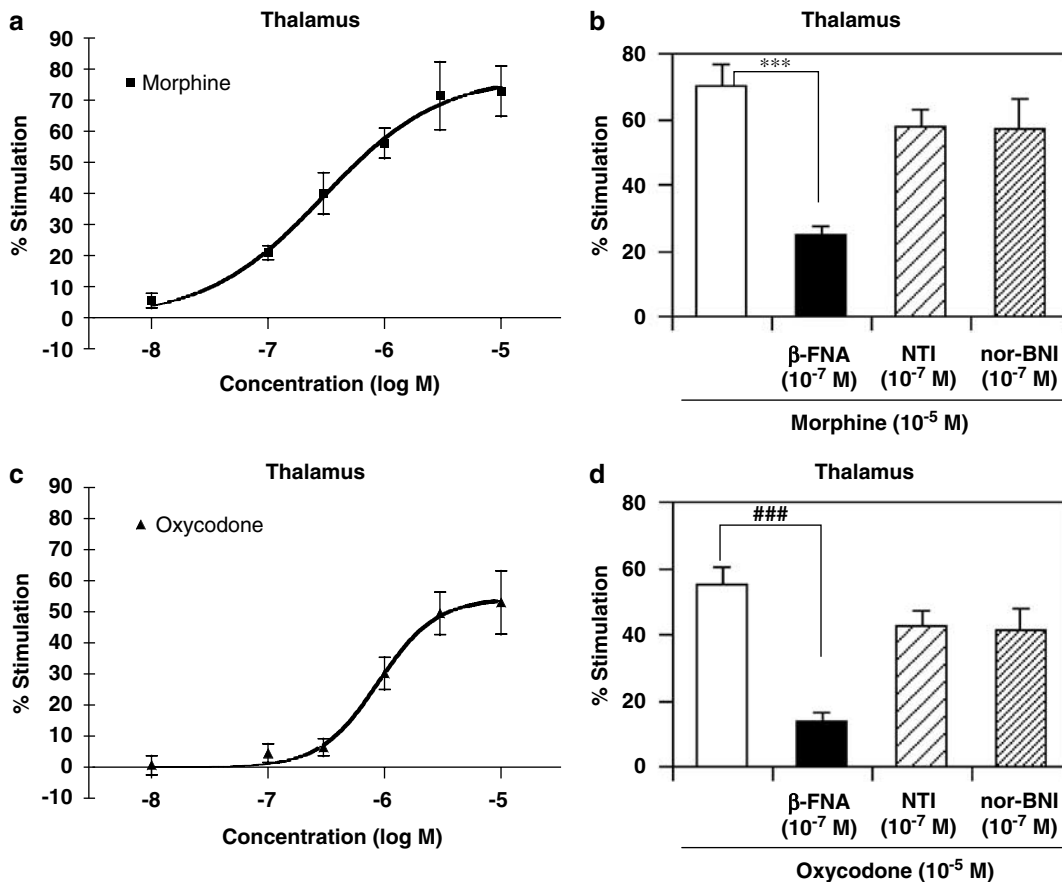 a
Thalamus
90
80
70
60
50
40
30
20
10
0
-10
% Stimulation
Morphine
-8
-7
-6
-5
Concentration (log M)
b
Thalamus
80
60
40
20
0
% Stimulation
***
β-FNA
(10⁻⁷ M)
NTI
(10⁻⁷ M)
nor-BNI
(10⁻⁷ M)
Morphine (10⁻⁵ M)
c
Thalamus
90
80
70
60
50
40
30
20
10
0
-10
% Stimulation
Oxycodone
-8
-7
-6
-5
Concentration (log M)
d
Thalamus
80
60
40
20
0
% Stimulation
###
β-FNA
(10⁻⁷ M)
NTI
(10⁻⁷ M)
nor-BNI
(10⁻⁷ M)
Oxycodone (10⁻⁵ M)